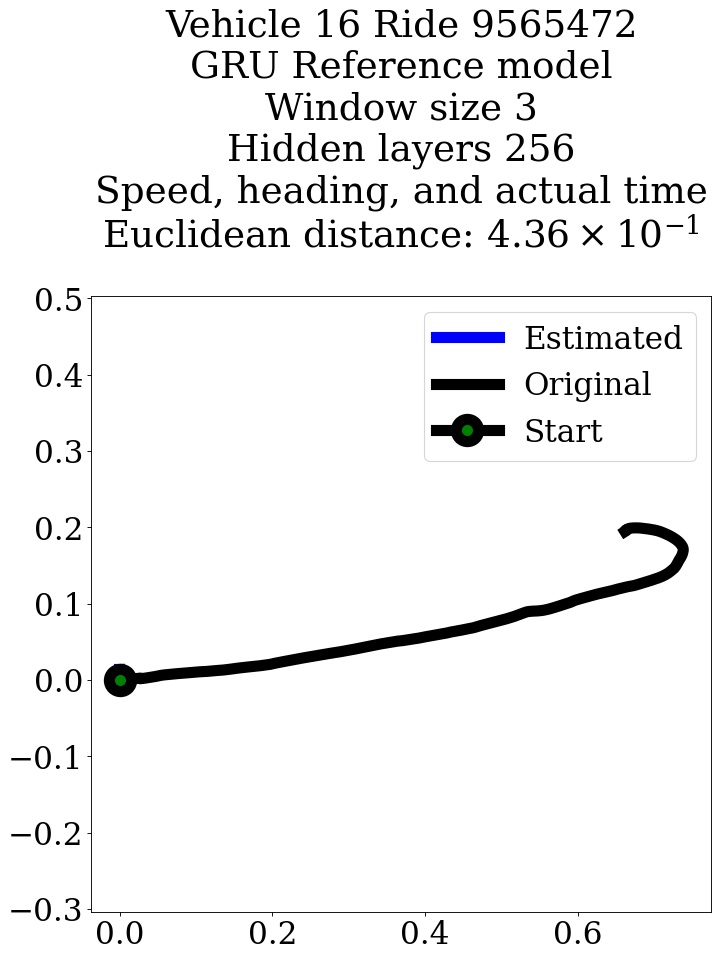 Vehicle 16 Ride 9565472
GRU Reference model
Window size 3
Hidden layers 256
Speed, heading, and actual time
Euclidean distance: 4.36 × 10⁻¹
0.5
Estimated
0.4
Original
0.3
Start
0.2
0.1
0.0
−0.1
−0.2
−0.3
0.0 0.2 0.4 0.6